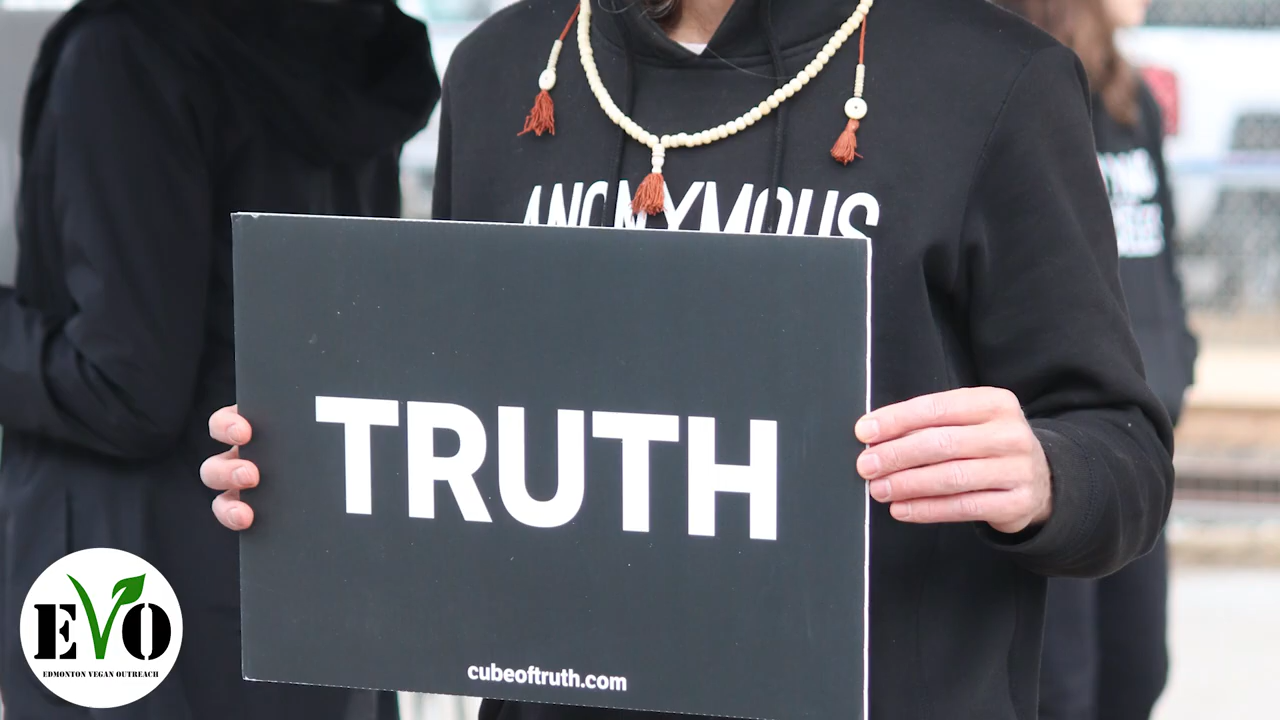 ANONYMOUS
TRUTH
cubeoftruth.com
EVO
EDMONTON VEGAN OUTREACH